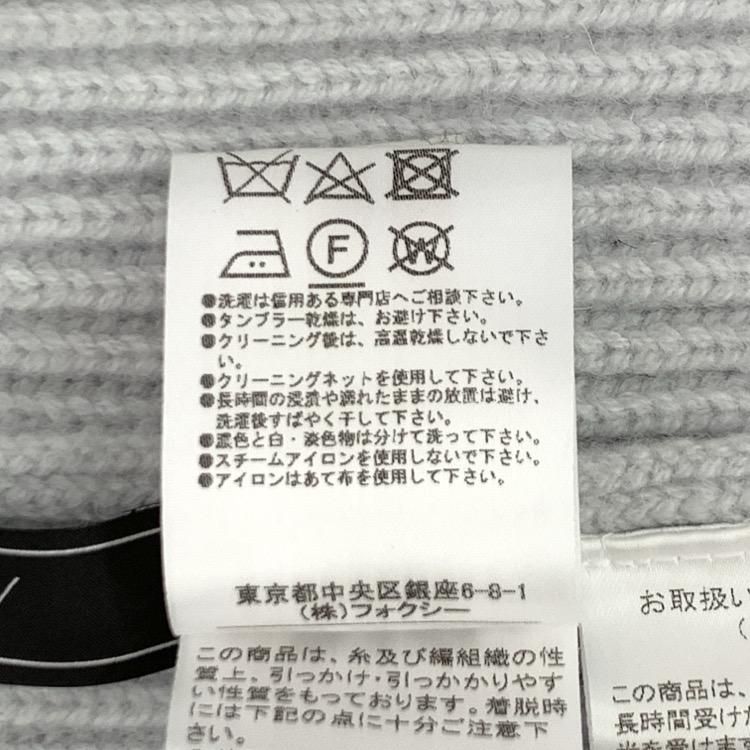 F
W
●洗濯は信用ある専門店へご相談下さい。
●タンブラー乾燥は、お避け下さい。
●クリーニング後は、高温乾燥しないで下さ
い。
●クリーニングネットを使用して下さい。
●長時間の浸漬や濡れたままの放置は避け、
洗濯後すばやく干して下さい。
●濃色と白・淡色物は分けて洗って下さい。
●スチームアイロンを使用しないで下さい。
●アイロンはあて布を使用して下さい。
東京都中央区銀座6-8-1
(株)フォクシー
この商品は、糸及び編組織の性
質上、引っかけ・引っかかりやす
い性質をもっております。着脱時
には下記の点に十分ご注意下
さい。
お取扱い
(
この商品は、
長時間受けた